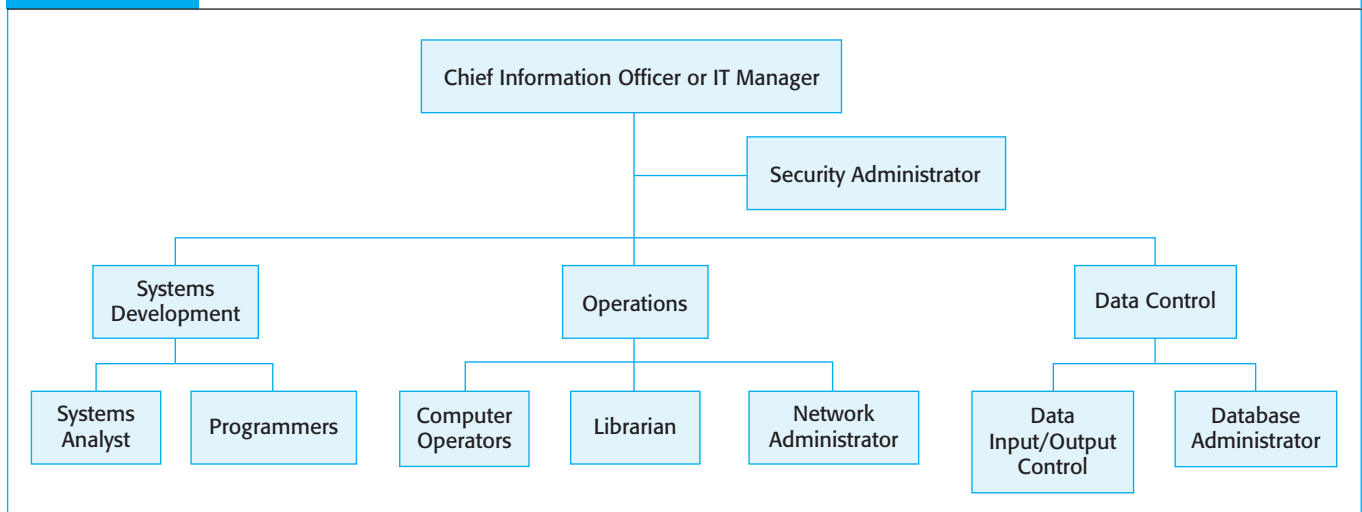 Chief Information Officer or IT Manager
Security Administrator
Systems
Development
Operations
Data Control
Systems
Analyst
Programmers
Computer
Operators
Librarian
Network
Administrator
Data
Input/Output
Control
Database
Administrator